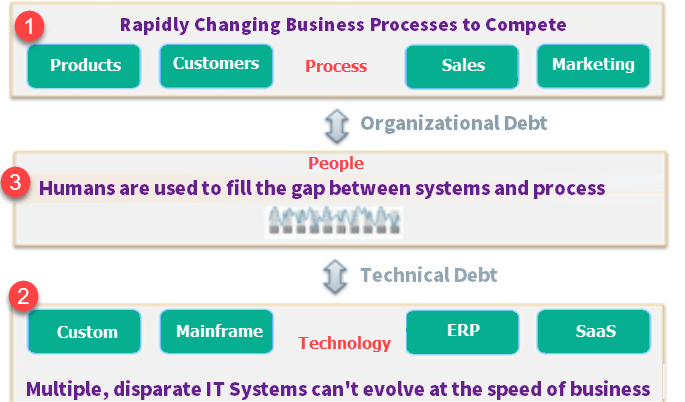 1
Rapidly Changing Business Processes to Compete
Products Customers Process Sales Marketing
Organizational Debt
People
3
Humans are used to fill the gap between systems and process
Technical Debt
2
Custom Mainframe Technology ERP SaaS
Multiple, disparate IT Systems can't evolve at the speed of business